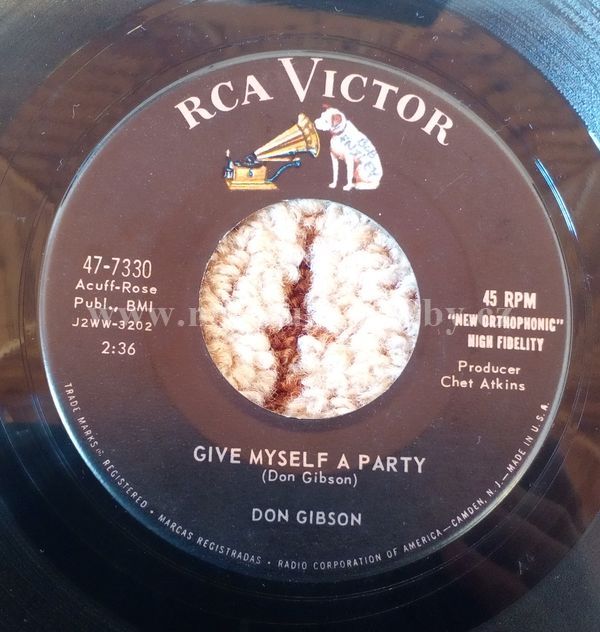 RCA VICTOR
47-7330
Acuff-Rose
Publ., BMI
J2WW-3202
2:36
45 RPM
"NEW ORTHOPHONIC"
HIGH FIDELITY
Producer
Chet Atkins
GIVE MYSELF A PARTY
(Don Gibson)
DON GIBSON
TRADE MARKS ® REGISTERED • MARCAS REGISTRADAS • RADIO CORPORATION OF AMERICA—CAMDEN, N. J.—MADE IN U.S.A.